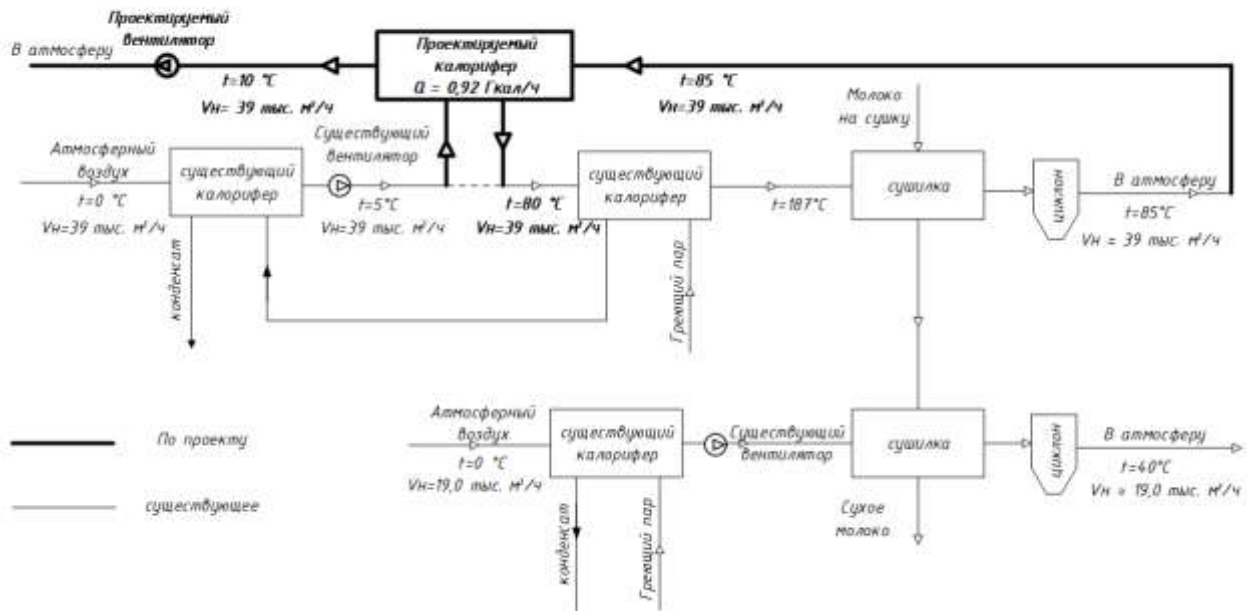 Проектируемый
вентилятор
В атмосферу
t=10 °C
Vн= 39 тыс. м³/ч
Проектируемый
калорифер
Q = 0,92 Гкал/ч
t=85 °C
Vн= 39 тыс. м³/ч
Молоко
на сушку
Атмосферный
воздух
t=0 °C
Vн=39 тыс. м³/ч
существующий
калорифер
Существующий
вентилятор
t=5°C
Vн=39 тыс. м³/ч
t=80 °C
Vн=39 тыс. м³/ч
существующий
калорифер
t=187°C
сушилка
циклон
В атмосферу
t=85°C
Vн = 39 тыс. м³/ч
конденсат
Греющий пар
Атмосферный
воздух
t=0 °C
Vн=19,0 тыс. м³/ч
существующий
калорифер
Существующий
вентилятор
сушилка
циклон
В атмосферу
t=40°C
Vн = 19,0 тыс. м³/ч
По проекту
существующее
конденсат
Греющий пар
Сухое
молоко